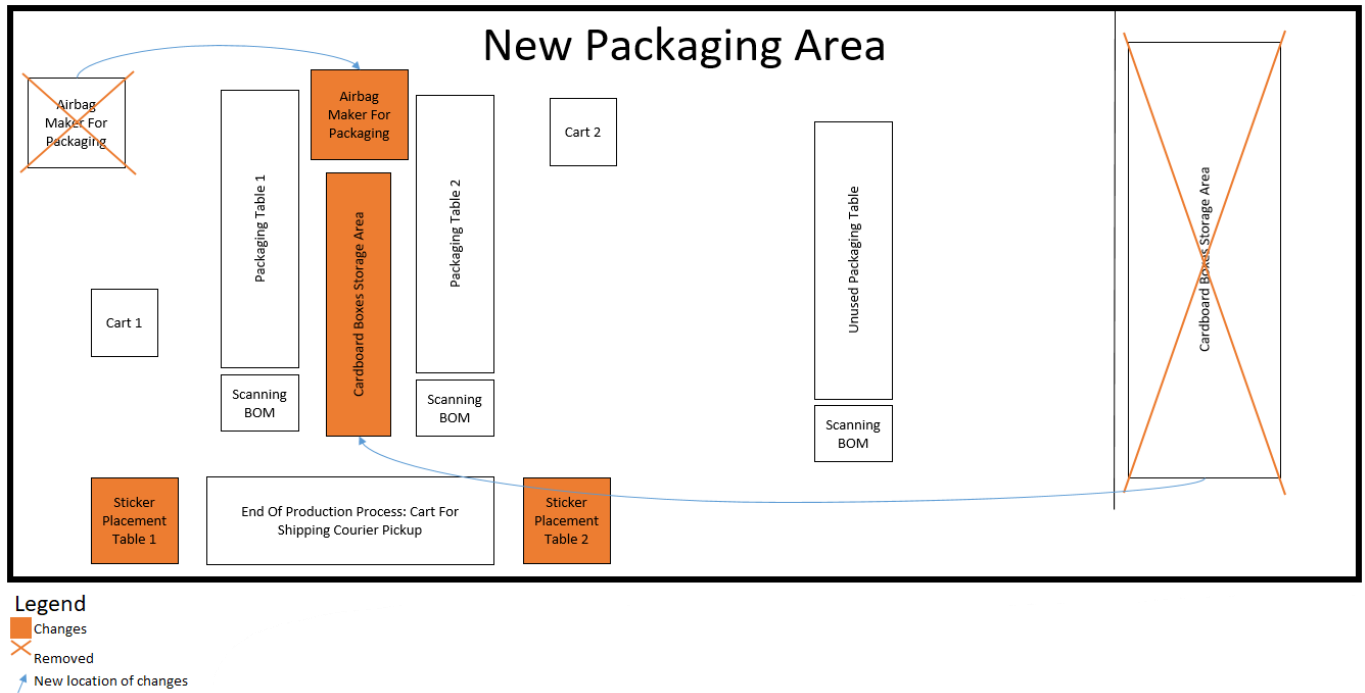 New Packaging Area
Airbag
Maker For
Packaging
Airbag
Maker For
Packaging
Cart 2
Packaging Table 1
Cardboard Boxes Storage Area
Packaging Table 2
Unused Packaging Table
Cardboard Boxes Storage Area
Cart 1
Scanning
BOM
Scanning
BOM
Scanning
BOM
Sticker
Placement
Table 1
End Of Production Process: Cart For
Shipping Courier Pickup
Sticker
Placement
Table 2
Legend
Changes
Removed
New location of changes